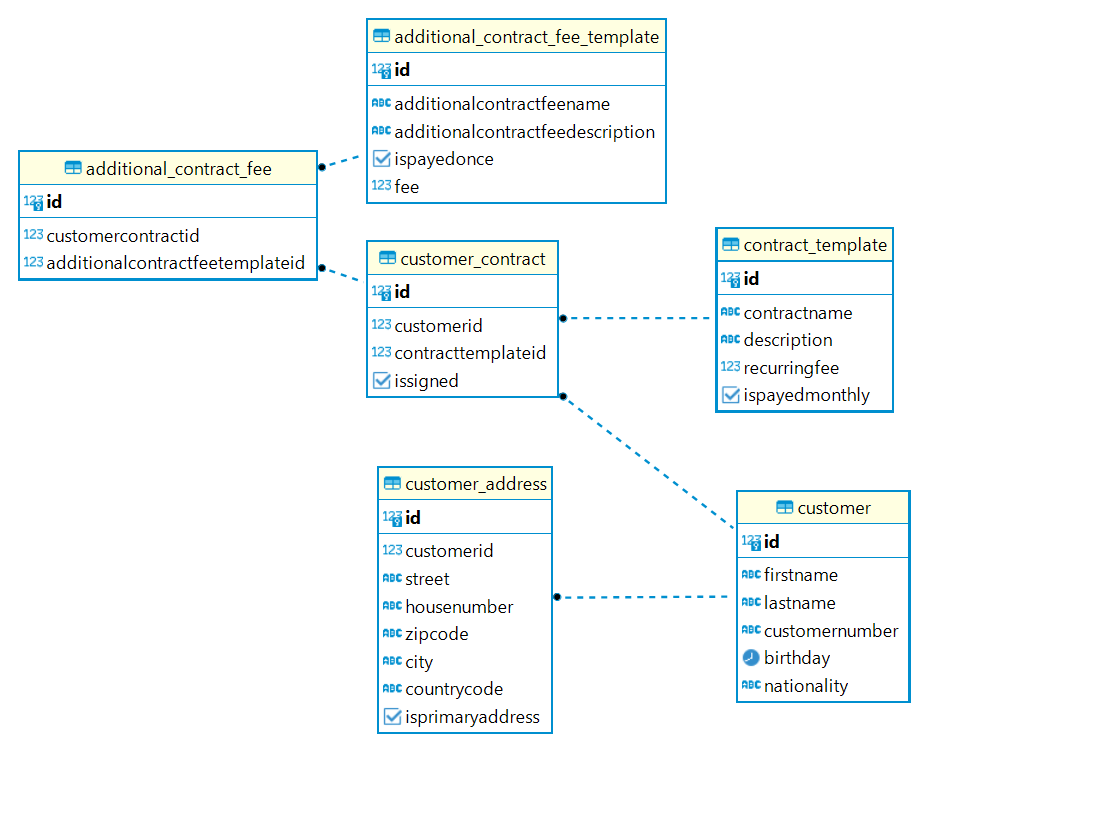 additional_contract_fee_template
123 id
ABC additionalcontractfeename
ABC additionalcontractfeedescription
ispayedonce
123 fee
additional_contract_fee
123 id
123 customercontractid
123 additionalcontractfeetemplateid
customer_contract
123 id
123 customerid
123 contracttemplateid
issigned
contract_template
123 id
ABC contractname
ABC description
123 recurringfee
ispayedmonthly
customer_address
123 id
123 customerid
ABC street
ABC housenumber
ABC zipcode
ABC city
ABC countrycode
isprimaryaddress
customer
123 id
ABC firstname
ABC lastname
ABC customernumber
birthday
ABC nationality